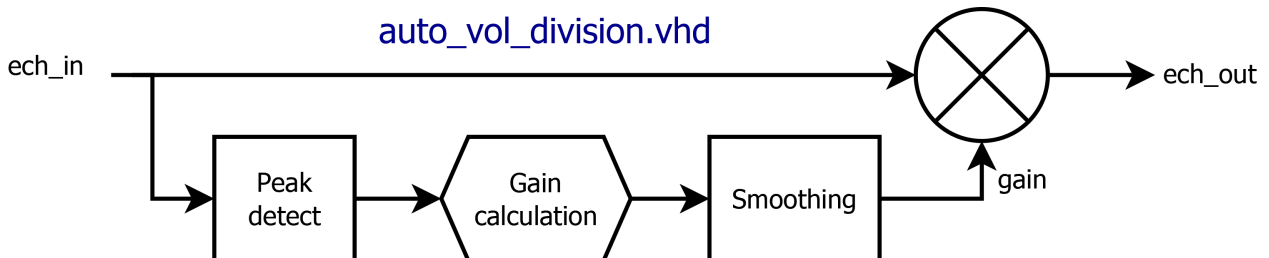 auto_vol_division.vhd
ech_in
ech_out
Peak
detect
Gain
calculation
Smoothing
gain